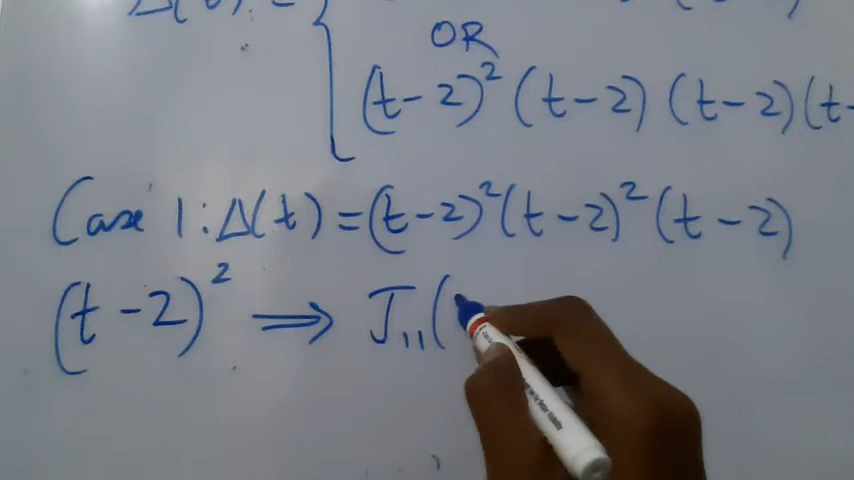 OR
(t-2)² (t-2) (t-2) (t-
Case 1: Δ(t) = (t-2)² (t-2)² (t-2)
(t-2)² ⟹ J₁₁(